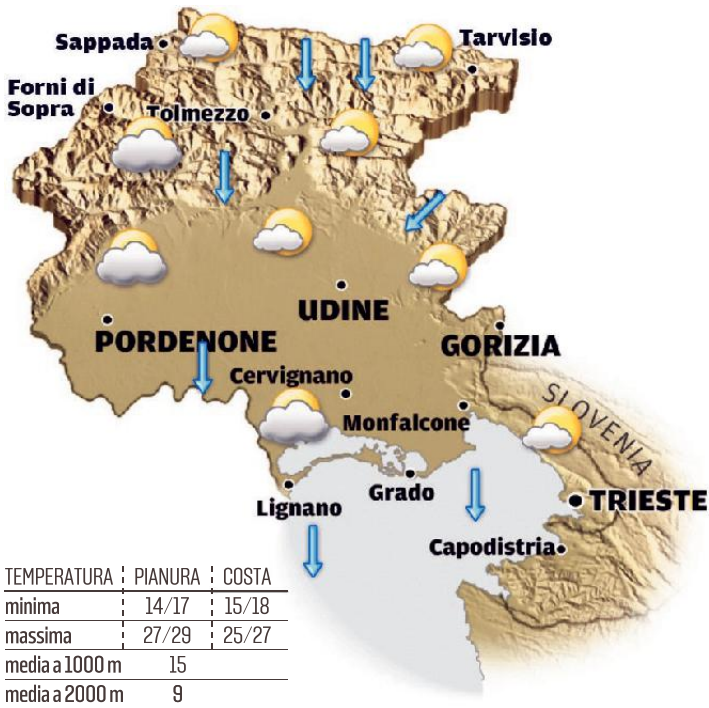 Sappada
Tarvisio
Forni di
Sopra
Tolmezzo
UDINE
PORDENONE
GORIZIA
Cervignano
SLOVENIA
Monfalcone
Lignano
Grado
TRIESTE
Capodistria
TEMPERATURA PIANURA COSTA
minima 14/17 15/18
massima 27/29 25/27
media a 1000 m 15
media a 2000 m 9